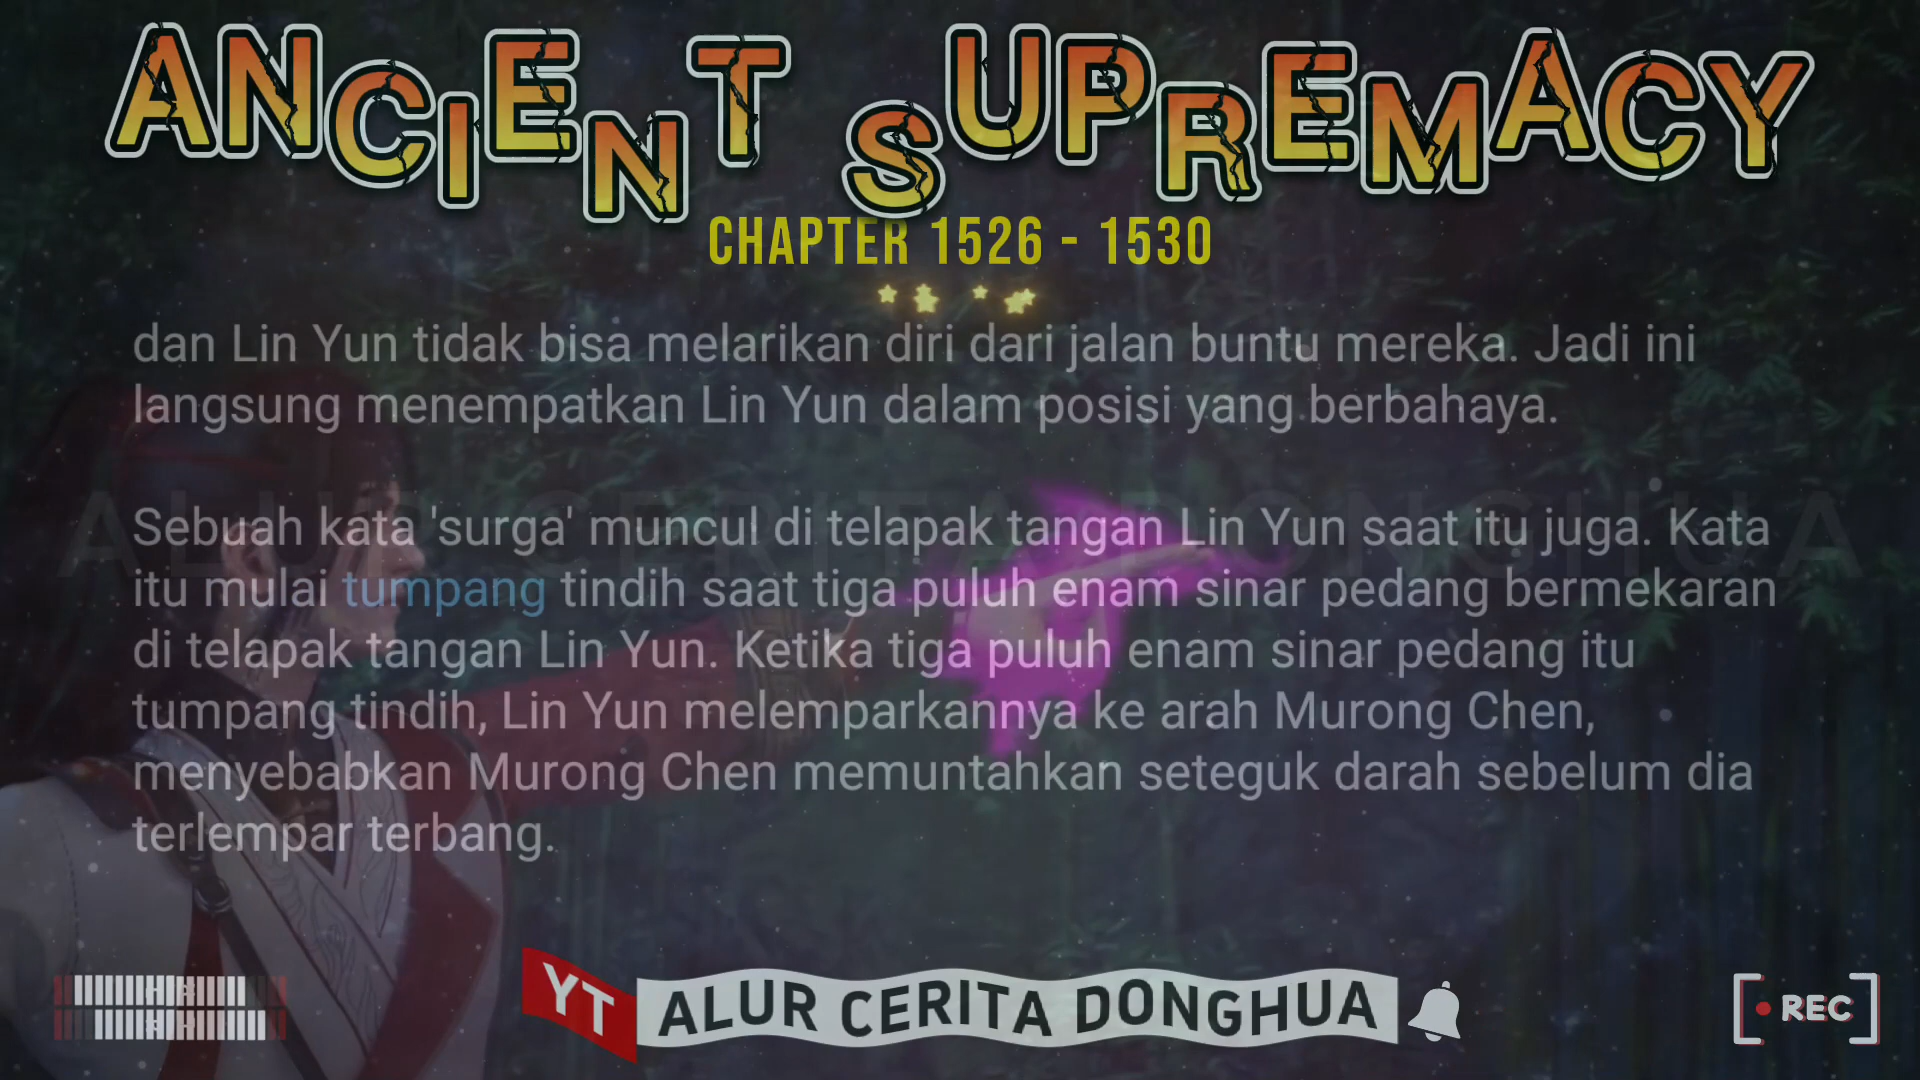 ANCIENT SUPREMACY
CHAPTER 1526 - 1530
dan Lin Yun tidak bisa melarikan diri dari jalan buntu mereka. Jadi ini
langsung menempatkan Lin Yun dalam posisi yang berbahaya.
ALUR CERITA DONGHUA
Sebuah kata 'surga' muncul di telapak tangan Lin Yun saat itu juga. Kata
itu mulai tumpang tindih saat tiga puluh enam sinar pedang bermekaran
di telapak tangan Lin Yun. Ketika tiga puluh enam sinar pedang itu
tumpang tindih, Lin Yun melemparkannya ke arah Murong Chen,
menyebabkan Murong Chen memuntahkan seteguk darah sebelum dia
terlempar terbang.
YT ALUR CERITA DONGHUA
REC